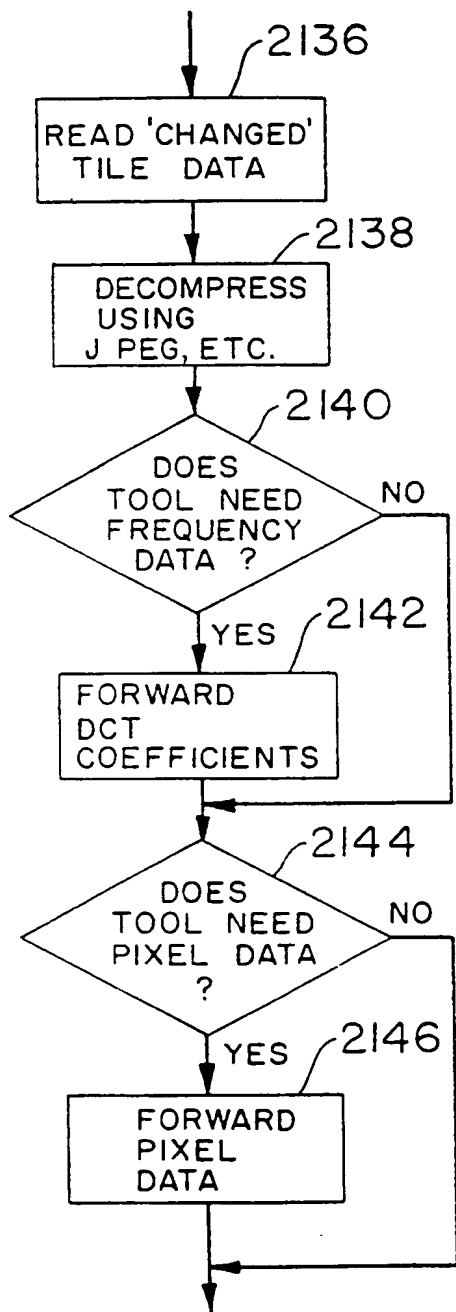 2136
READ 'CHANGED'
TILE DATA
2138
DECOMPRESS
USING
J PEG, ETC.
2140
DOES
TOOL NEED
FREQUENCY
DATA ?
NO
YES
2142
FORWARD
DCT
COEFFICIENTS
2144
DOES
TOOL NEED
PIXEL DATA
?
NO
YES
2146
FORWARD
PIXEL
DATA